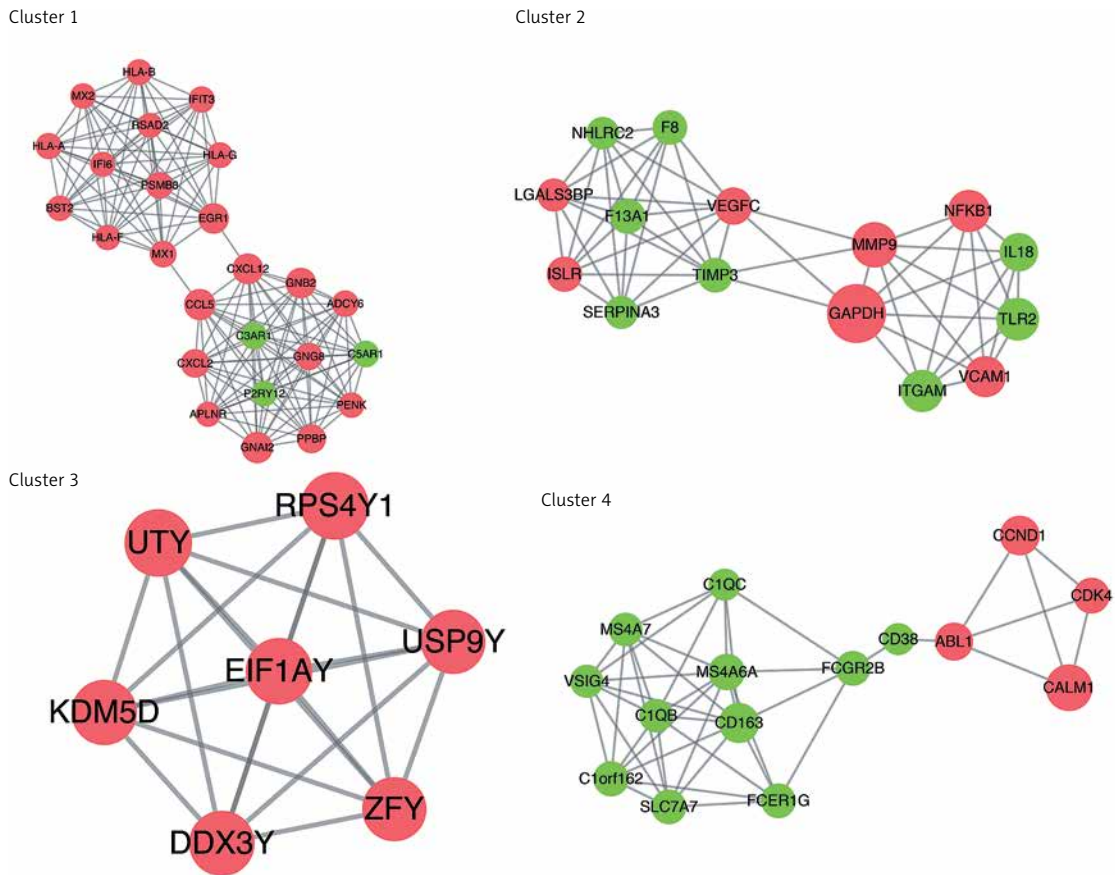 Cluster 1
HLA-B
MX2
IFIT3
RSAD2
HLA-A
HLA-G
IFI6
PSMB8
BST2
EGR1
HLA-F
MX1
CXCL12
GNB2
CCL5
ADCY6
C3AR1
CXCL2
GNG8
C5AR1
P2RY12
APLNR
PENK
GNAI2
PPBP
Cluster 2
NHLRC2
F8
LGALS3BP
F13A1
VEGFC
NFKB1
MMP9
IL18
ISLR
TIMP3
SERPINA3
GAPDH
TLR2
ITGAM
VCAM1
Cluster 3
RPS4Y1
UTY
USP9Y
EIF1AY
KDM5D
ZFY
DDX3Y
Cluster 4
CCND1
C1QC
CDK4
MS4A7
CD38
ABL1
VSIG4
MS4A6A
FCGR2B
CALM1
C1QB
CD163
C1orf162
SLC7A7
FCER1G